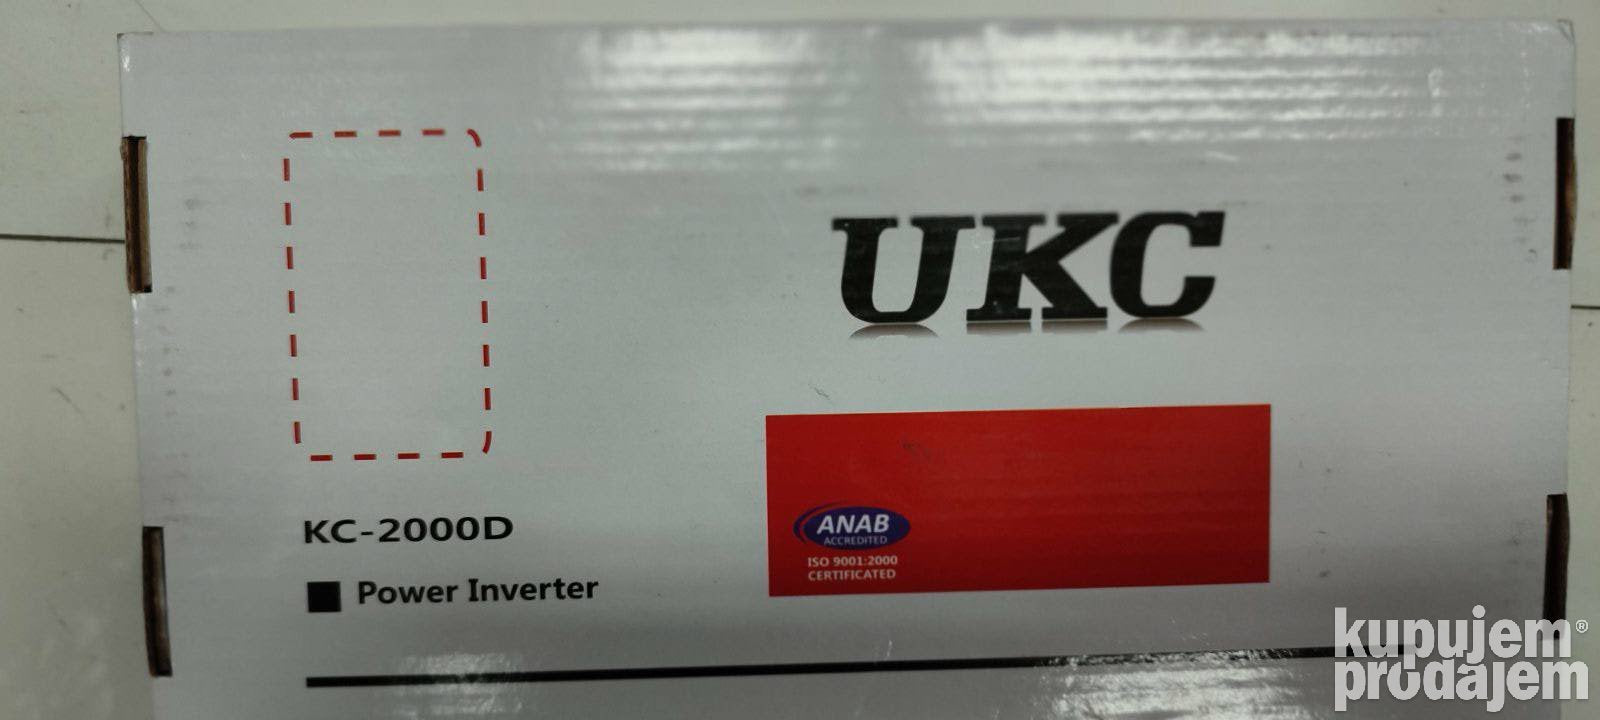 UKC
KC-2000D
Power Inverter
ANAB
ACCREDITED
ISO 9001:2000
CERTIFICATED
kupujem®
prodajem